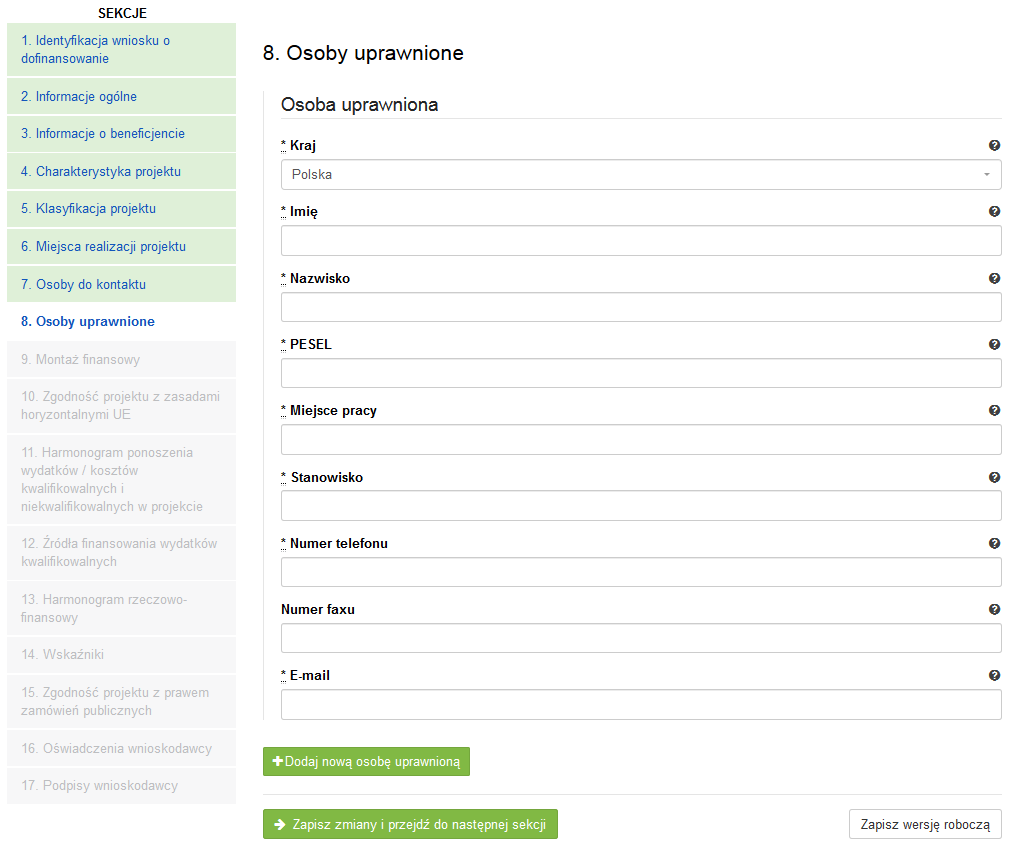 SEKCJE
1. Identyfikacja wniosku o
dofinansowanie
2. Informacje ogólne
3. Informacje o beneficjencie
4. Charakterystyka projektu
5. Klasyfikacja projektu
6. Miejsca realizacji projektu
7. Osoby do kontaktu
8. Osoby uprawnione
9. Montaż finansowy
10. Zgodność projektu z zasadami
horyzontalnymi UE
11. Harmonogram ponoszenia
wydatków / kosztów
kwalifikowalnych i
niekwalifikowalnych w projekcie
12. Źródła finansowania wydatków
kwalifikowalnych
13. Harmonogram rzeczowo-
finansowy
14. Wskaźniki
15. Zgodność projektu z prawem
zamówień publicznych
16. Oświadczenia wnioskodawcy
17. Podpisy wnioskodawcy
8. Osoby uprawnione
Osoba uprawniona
* Kraj
Polska
* Imię
* Nazwisko
* PESEL
* Miejsce pracy
* Stanowisko
* Numer telefonu
Numer faxu
* E-mail
Dodaj nową osobę uprawnioną
Zapisz zmiany i przejdź do następnej sekcji
Zapisz wersję roboczą